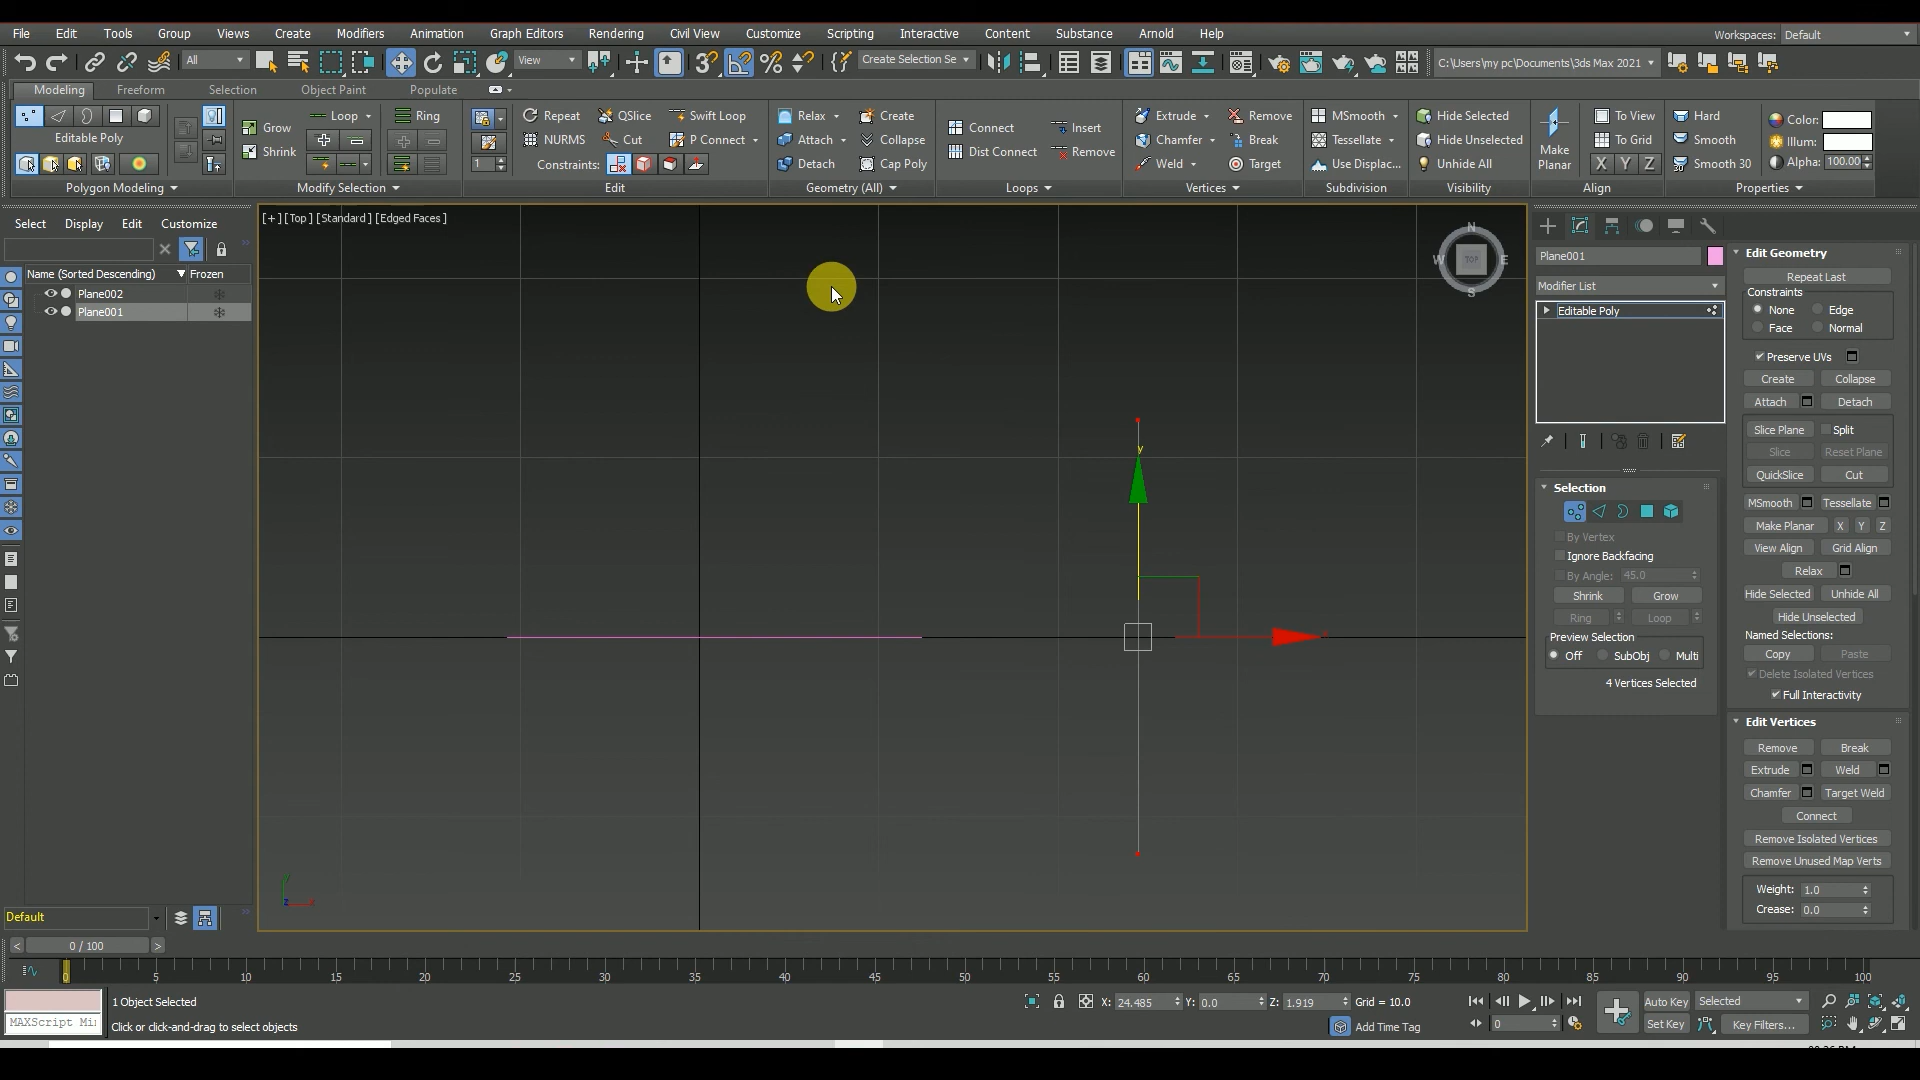 File Edit Tools Group Views Create Modifiers Animation Graph Editors Rendering Civil View Customize Scripting Interactive Content Substance Arnold Help Workspaces: Default
All View Create Selection Se C:\Users\my pc\Documents\3ds Max 2021
Modeling Freeform Selection Object Paint Populate
Loop Ring Repeat QSlice Swift Loop Relax Create Insert Extrude Remove MSmooth Hide Selected To View Hard Color:
Editable Poly Grow Connect
NURMS Cut P Connect Attach Collapse Chamfer Break Tessellate Hide Unselected Make Planar To Grid Smooth Illum:
Shrink Dist Connect Remove
1 Constraints: Detach Cap Poly Weld Target Use Displac... Unhide All X Y Z Smooth 30 Alpha: 100.00
Polygon Modeling Modify Selection Edit Geometry (All) Loops Vertices Subdivision Visibility Align Properties
Select Display Edit Customize
[+] [Top ] [Standard ] [Edged Faces ]
N
W TOP E
S
Name (Sorted Descending) Frozen
Plane002
Plane001
y
Plane001
Modifier List
Editable Poly
Selection
By Vertex
Ignore Backfacing
By Angle: 45.0
Shrink Grow
Ring Loop
Preview Selection
Off SubObj Multi
4 Vertices Selected
Edit Geometry
Repeat Last
Constraints
None Edge
Face Normal
Preserve UVs
Create Collapse
Attach Detach
Slice Plane Split
Slice Reset Plane
QuickSlice Cut
MSmooth Tessellate
Make Planar X Y Z
View Align Grid Align
Relax
Hide Selected Unhide All
Hide Unselected
Named Selections:
Copy Paste
Delete Isolated Vertices
Full Interactivity
Edit Vertices
Remove Break
Extrude Weld
Chamfer Target Weld
Connect
Remove Isolated Vertices
Remove Unused Map Verts
Weight: 1.0
Crease: 0.0
Default
< 0 / 100 >
0 5 10 15 20 25 30 35 40 45 50 55 60 65 70 75 80 85 90 95 100
1 Object Selected X: 24.485 Y: 0.0 Z: 1.919 Grid = 10.0 Auto Key Selected
MAXScript Mi Click or click-and-drag to select objects Add Time Tag 0 Set Key Key Filters...